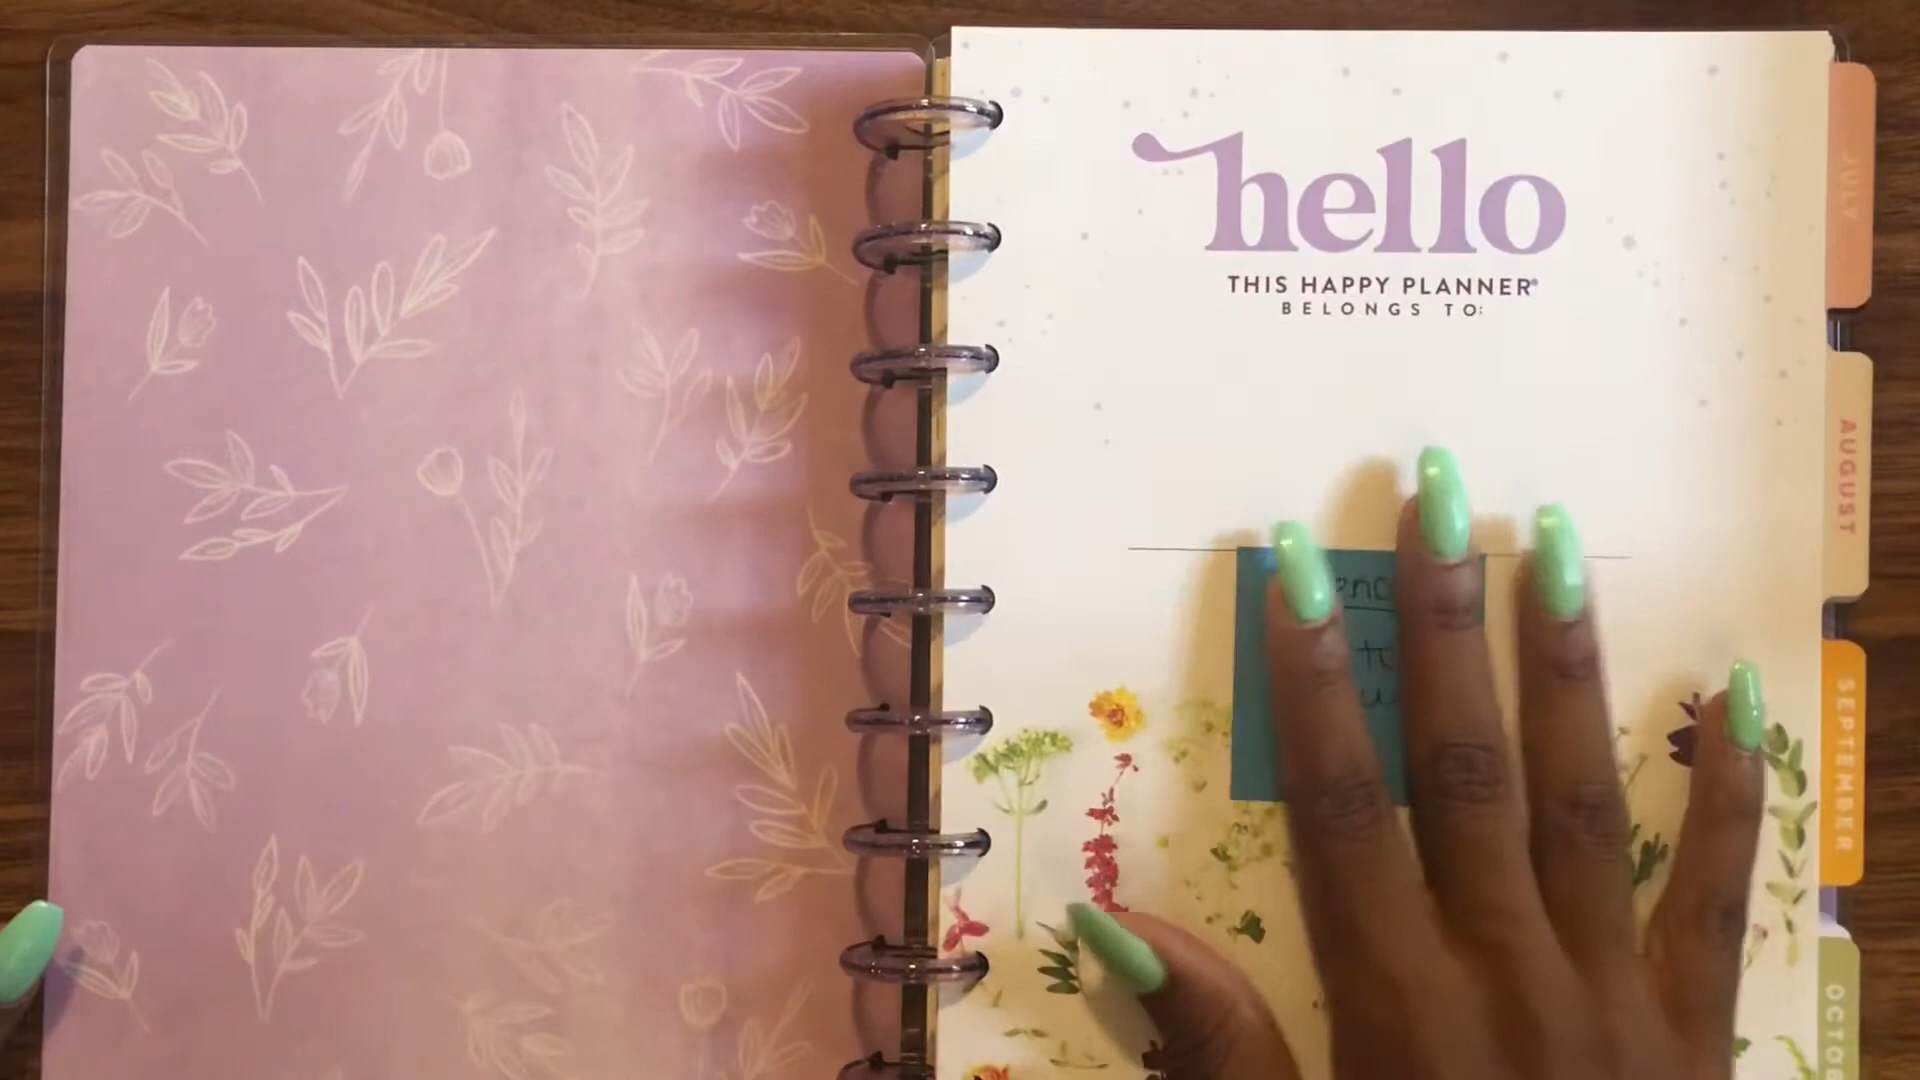 hello
THIS HAPPY PLANNER®
BELONGS TO:
JULY
AUGUST
SEPTEMBER